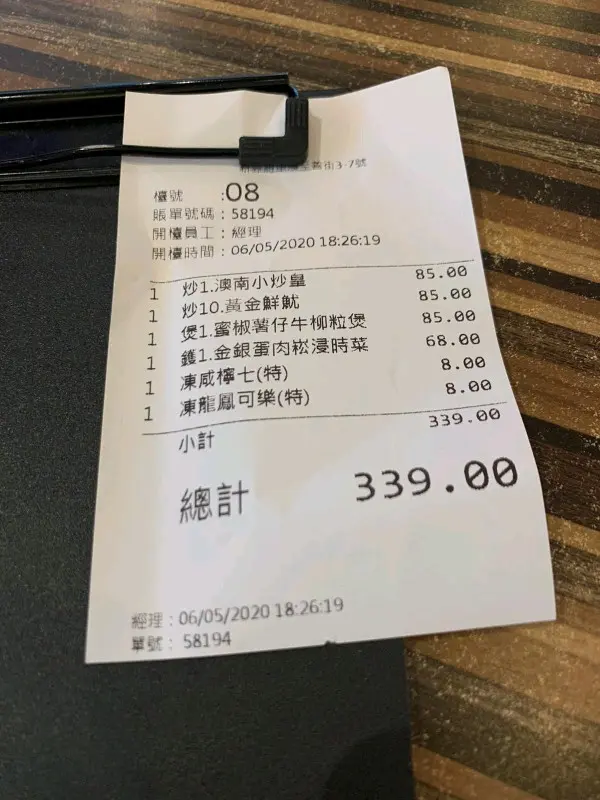 街3-7號
檯號 :08
賬單號碼 : 58194
開檯員工 : 經理
開檯時間 : 06/05/2020 18:26:19
1 炒1.澳南小炒皇 85.00
1 炒10.黃金鮮魷 85.00
1 煲1.蜜椒薯仔牛柳粒煲 85.00
1 鑊1.金銀蛋肉崧浸時菜 68.00
1 凍咸檸七(特) 8.00
1 凍龍鳳可樂(特) 8.00
小計 339.00
總計 339.00
經理 : 06/05/2020 18:26:19
單號 : 58194